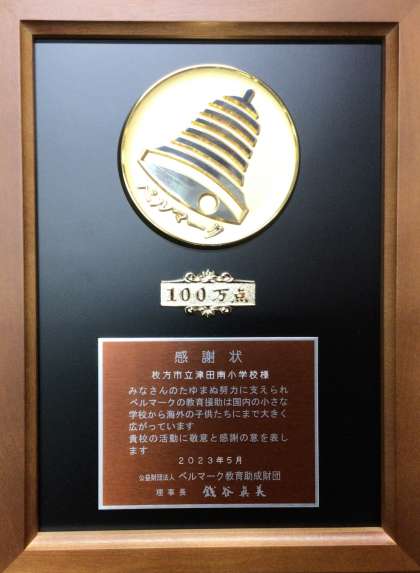 ベルマーク
100万点
感謝状
枚方市立津田南小学校様
みなさんのたゆまぬ努力に支えられ
ベルマークの教育援助は国内の小さな
学校から海外の子供たちにまで大きく
広がっています
貴校の活動に敬意と感謝の意を表し
ます
2023年5月
公益財団法人 ベルマーク教育助成財団
理事長 銭谷眞美